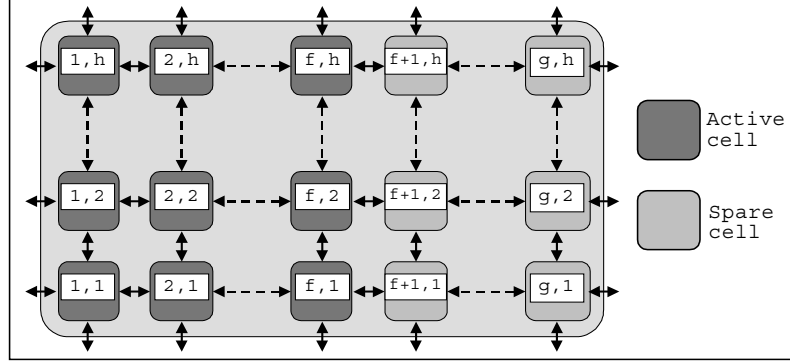 1,h 2,h f,h f+1,h g,h
Active
cell
1,2 2,2 f,2 f+1,2 g,2
Spare
cell
1,1 2,1 f,1 f+1,1 g,1